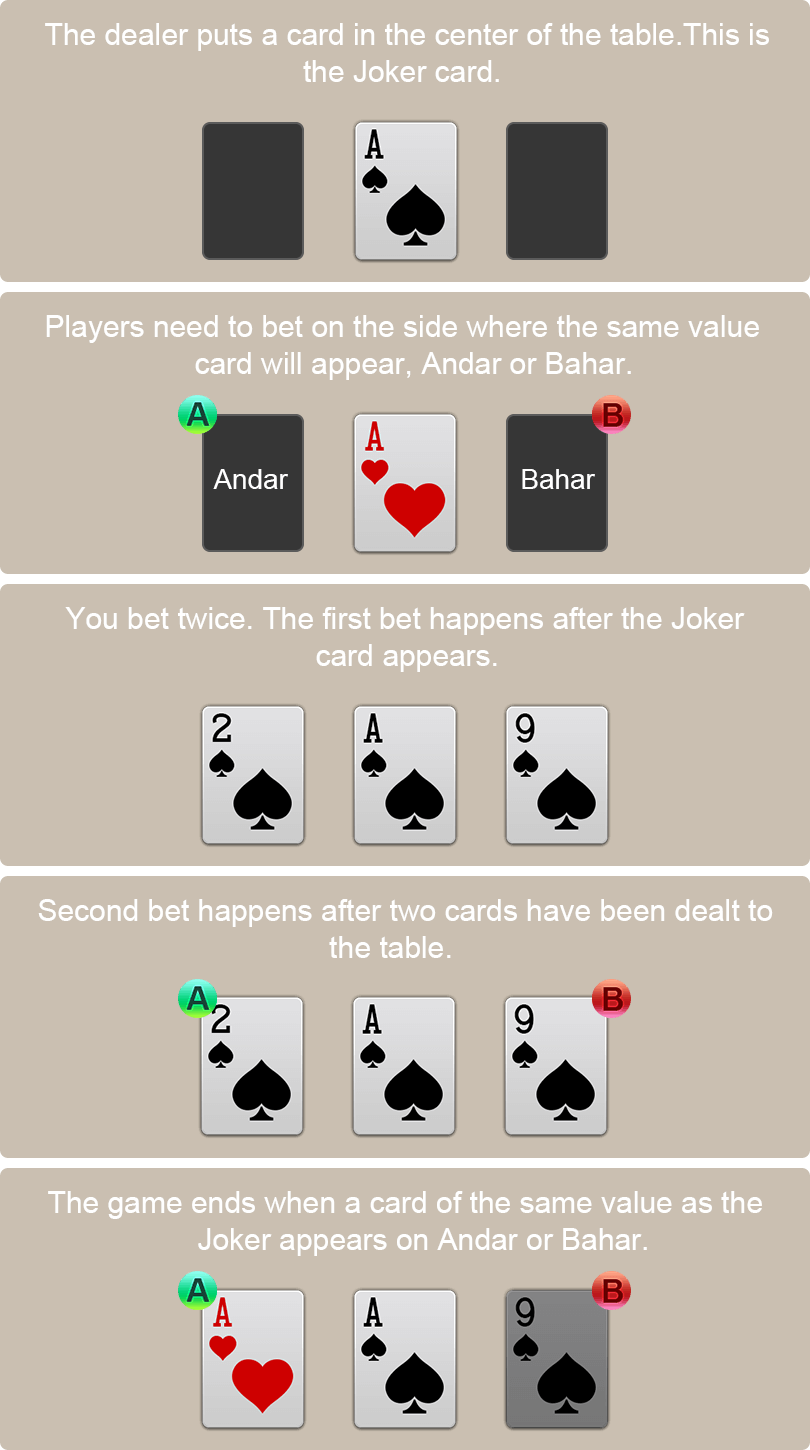 The dealer puts a card in the center of the table.This is
the Joker card.
A
Players need to bet on the side where the same value
card will appear, Andar or Bahar.
A
B
A
Andar
Bahar
You bet twice. The first bet happens after the Joker
card appears.
2
A
9
Second bet happens after two cards have been dealt to
the table.
A
B
2
A
9
The game ends when a card of the same value as the
Joker appears on Andar or Bahar.
A
B
A
A
9